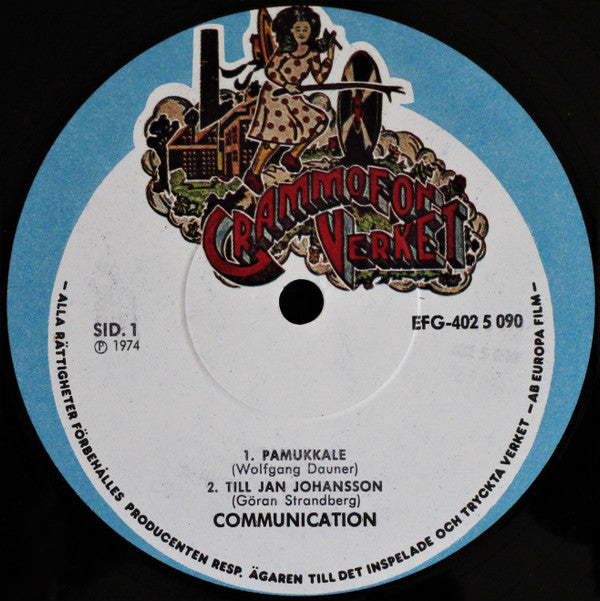 GRAMMOFON
VERKET
SID. 1
EFG-402 5 090
Ⓟ 1974
1. PAMUKKALE
(Wolfgang Dauner)
2. TILL JAN JOHANSSON
(Göran Strandberg)
COMMUNICATION
–ALLA RÄTTIGHETER FÖRBEHÅLLES PRODUCENTEN RESP. ÄGAREN TILL DET INSPELADE OCH TRYCKTA VERKET –AB EUROPA FILM–